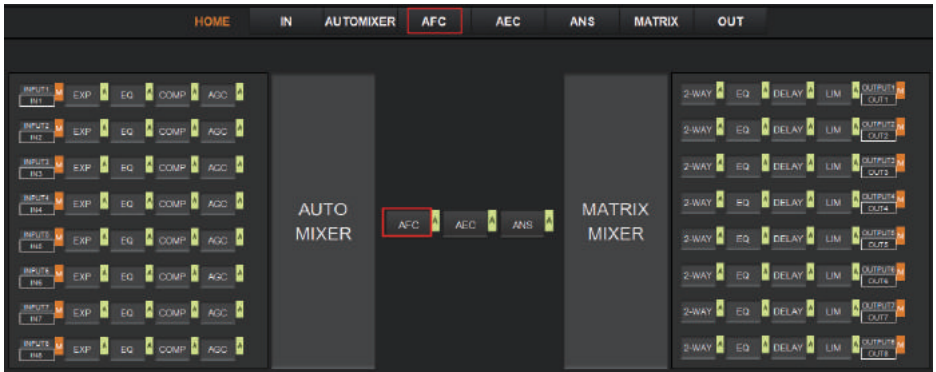 HOME IN AUTOMIXER AFC AEC ANS MATRIX OUT
INPUT1 M EXP A EQ A COMP A AGC A 2-WAY A EQ A DELAY A LIM A OUTPUT1 M
IN1 OUT1
INPUT2 M EXP A EQ A COMP A AGC A 2-WAY A EQ A DELAY A LIM A OUTPUT2 M
IN2 OUT2
INPUT3 M EXP A EQ A COMP A AGC A 2-WAY A EQ A DELAY A LIM A OUTPUT3 M
IN3 OUT3
INPUT4 M EXP A EQ A COMP A AGC A 2-WAY A EQ A DELAY A LIM A OUTPUT4 M
IN4 OUT4
AUTO MATRIX
MIXER AFC A AEC A ANS A MIXER
INPUT5 M EXP A EQ A COMP A AGC A 2-WAY A EQ A DELAY A LIM A OUTPUT5 M
IN5 OUT5
INPUT6 M EXP A EQ A COMP A AGC A 2-WAY A EQ A DELAY A LIM A OUTPUT6 M
IN6 OUT6
INPUT7 M EXP A EQ A COMP A AGC A 2-WAY A EQ A DELAY A LIM A OUTPUT7 M
IN7 OUT7
INPUT8 M EXP A EQ A COMP A AGC A 2-WAY A EQ A DELAY A LIM A OUTPUT8 M
IN8 OUT8